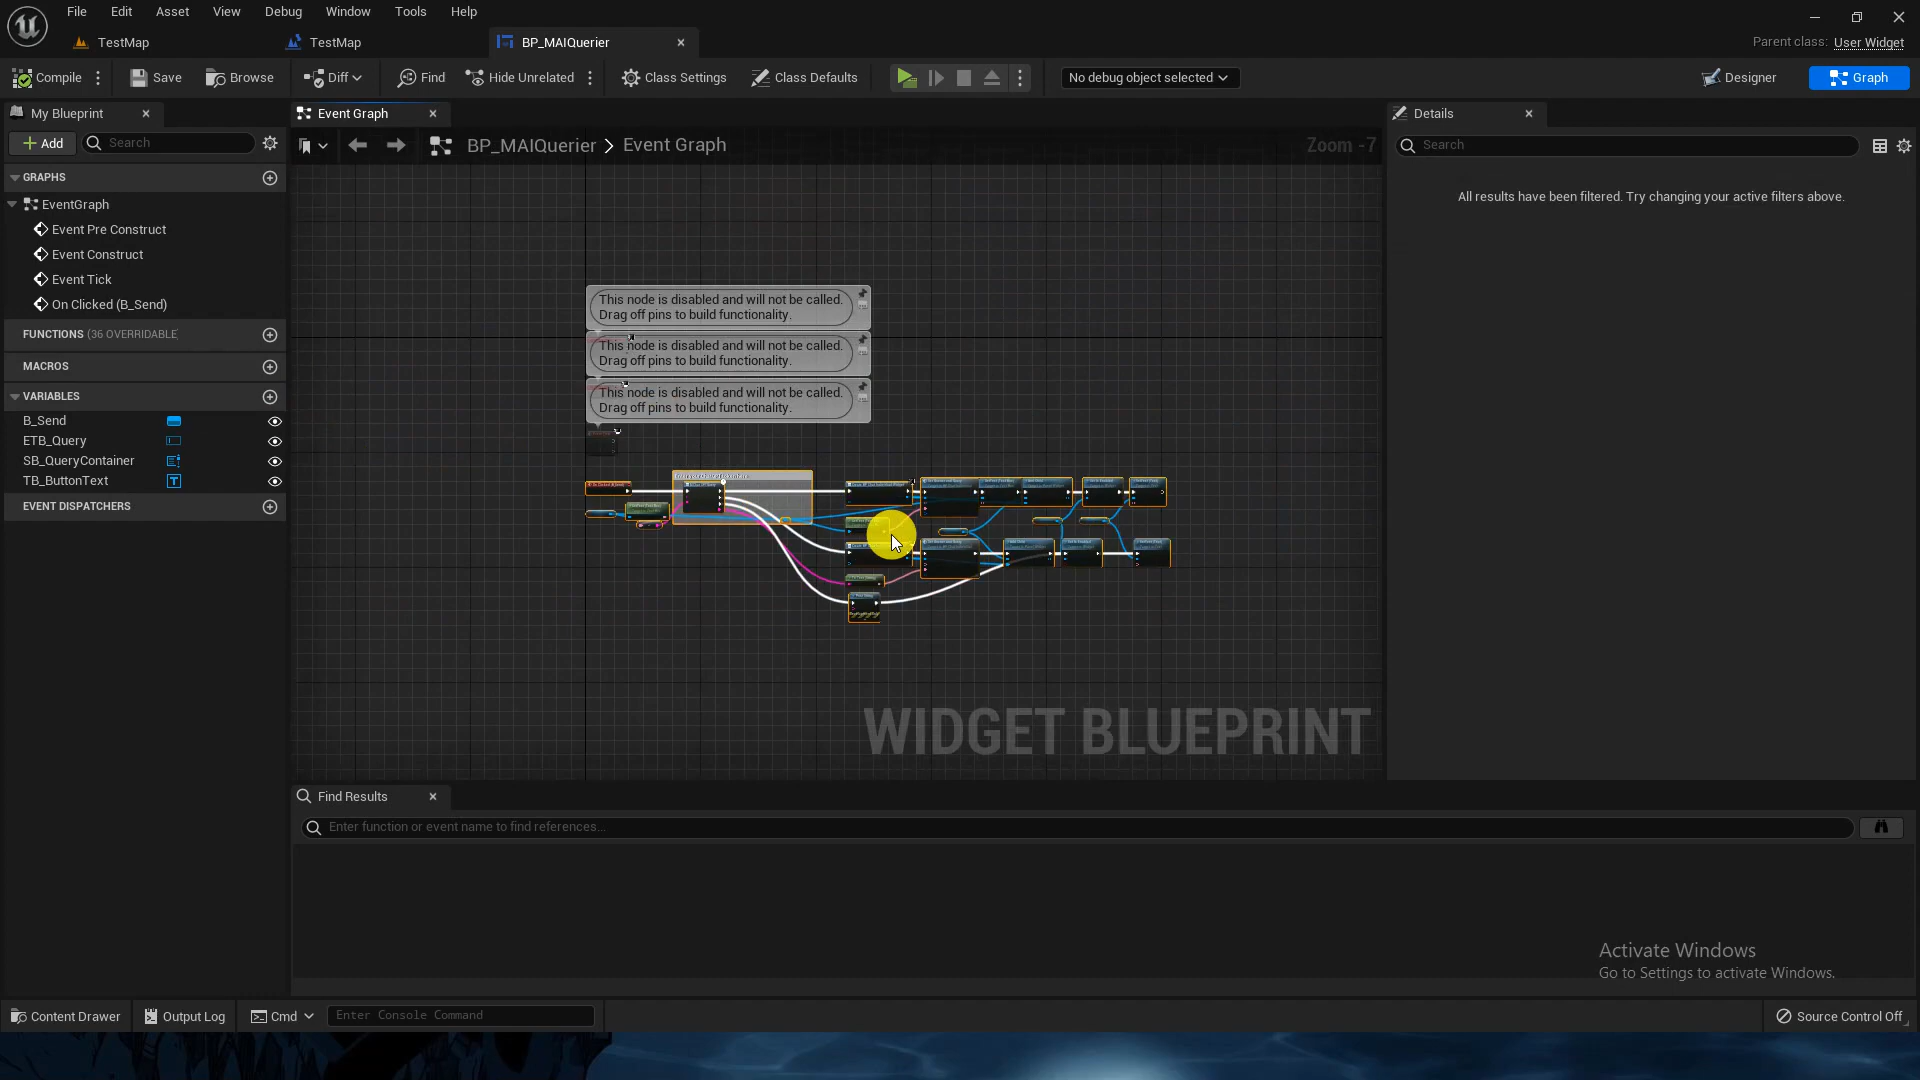 File Edit Asset View Debug Window Tools Help
TestMap
TestMap
BP_MAIQuerier
Parent class: User Widget
Compile
Save
Browse
Diff
Find
Hide Unrelated
Class Settings
Class Defaults
No debug object selected
Designer
Graph
My Blueprint
Add
Search
GRAPHS
EventGraph
Event Pre Construct
Event Construct
Event Tick
On Clicked (B_Send)
FUNCTIONS (36 OVERRIDABLE
MACROS
VARIABLES
B_Send
ETB_Query
SB_QueryContainer
TB_ButtonText
EVENT DISPATCHERS
Event Graph
BP_MAIQuerier > Event Graph
Zoom -7
This node is disabled and will not be called.
Drag off pins to build functionality.
This node is disabled and will not be called.
Drag off pins to build functionality.
This node is disabled and will not be called.
Drag off pins to build functionality.
WIDGET BLUEPRINT
Details
Search
All results have been filtered. Try changing your active filters above.
Find Results
Enter function or event name to find references...
Activate Windows
Go to Settings to activate Windows.
Content Drawer
Output Log
Cmd
Enter Console Command
Source Control Off